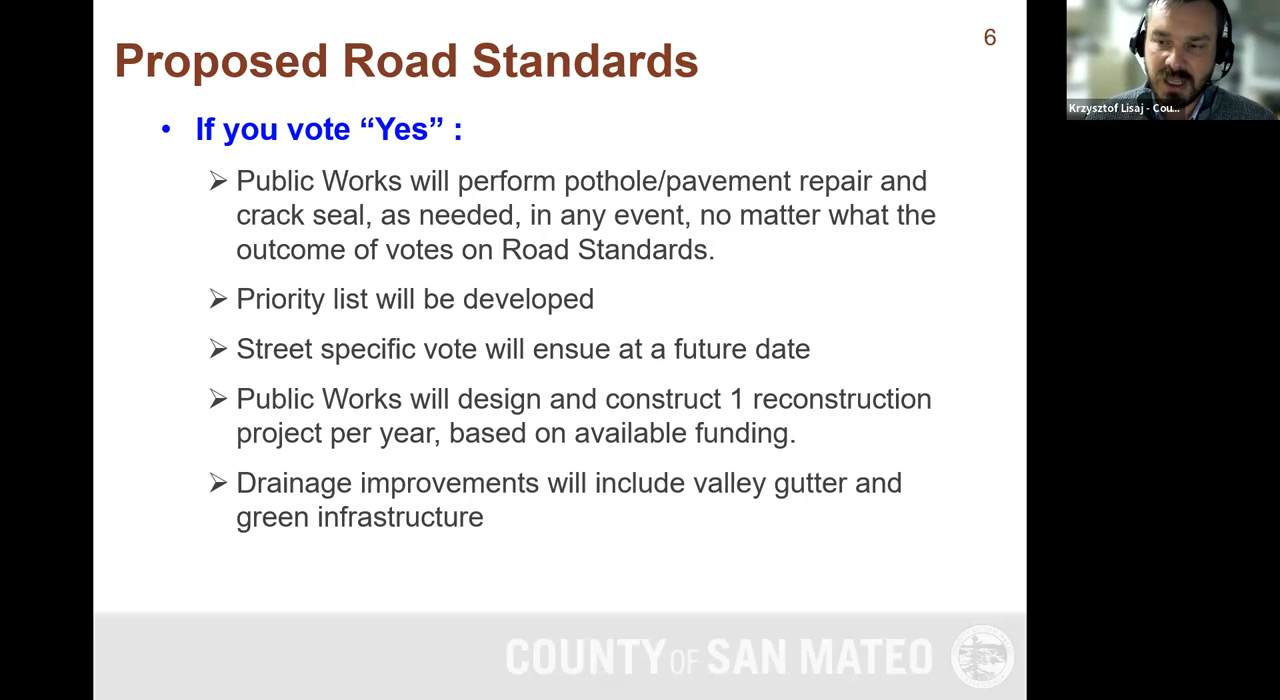 6
Proposed Road Standards
• If you vote “Yes” :
➢ Public Works will perform pothole/pavement repair and
crack seal, as needed, in any event, no matter what the
outcome of votes on Road Standards.
➢ Priority list will be developed
➢ Street specific vote will ensue at a future date
➢ Public Works will design and construct 1 reconstruction
project per year, based on available funding.
➢ Drainage improvements will include valley gutter and
green infrastructure
COUNTY OF SAN MATEO
Krzysztof Lisaj - Cou...